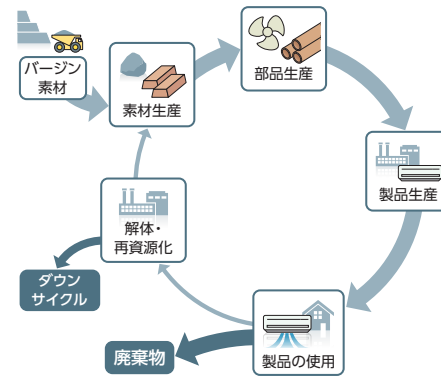 バージン
素材
素材生産
部品生産
製品生産
製品の使用
廃棄物
解体・
再資源化
ダウン
サイクル